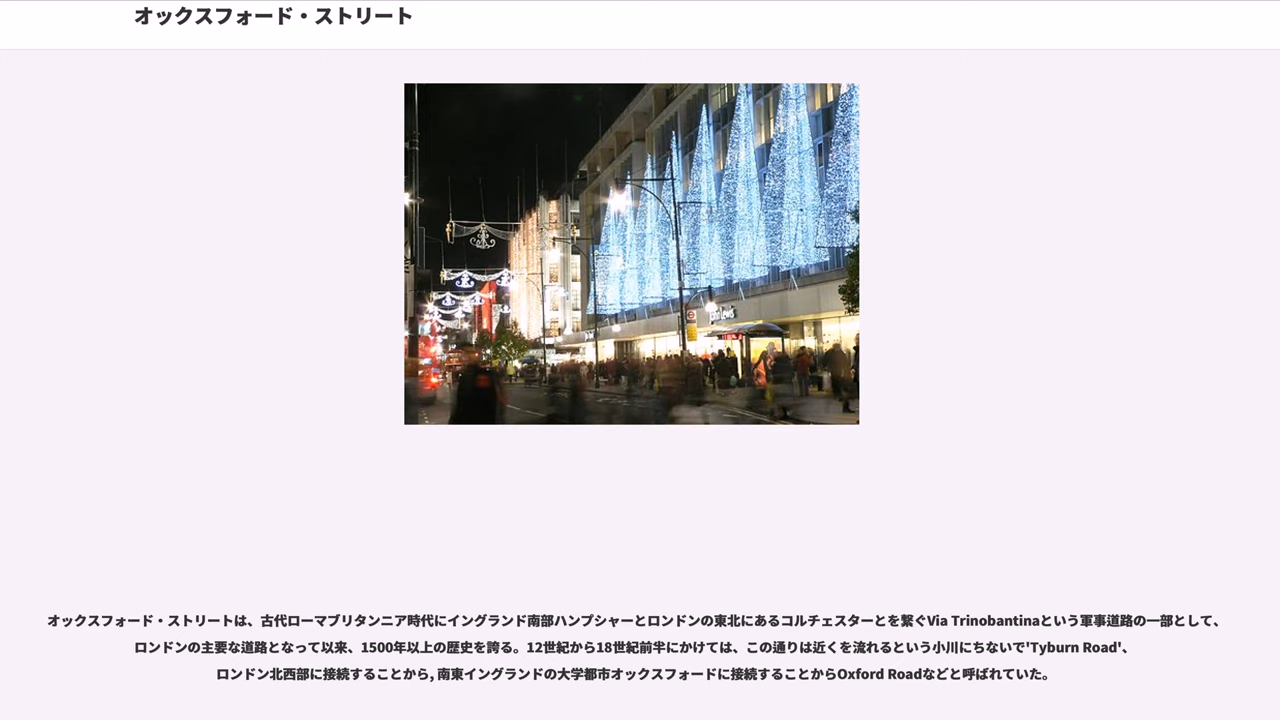 オックスフォード・ストリート
John Lewis
オックスフォード・ストリートは、古代ローマブリタンニア時代にイングランド南部ハンプシャーとロンドンの東北にあるコルチェスターとを繋ぐVia Trinobantinaという軍事道路の一部として、
ロンドンの主要な道路となって以来、1500年以上の歴史を誇る。12世紀から18世紀前半にかけては、この通りは近くを流れるという小川にちないで'Tyburn Road'、
ロンドン北西部に接続することから, 南東イングランドの大学都市オックスフォードに接続することからOxford Roadなどと呼ばれていた。